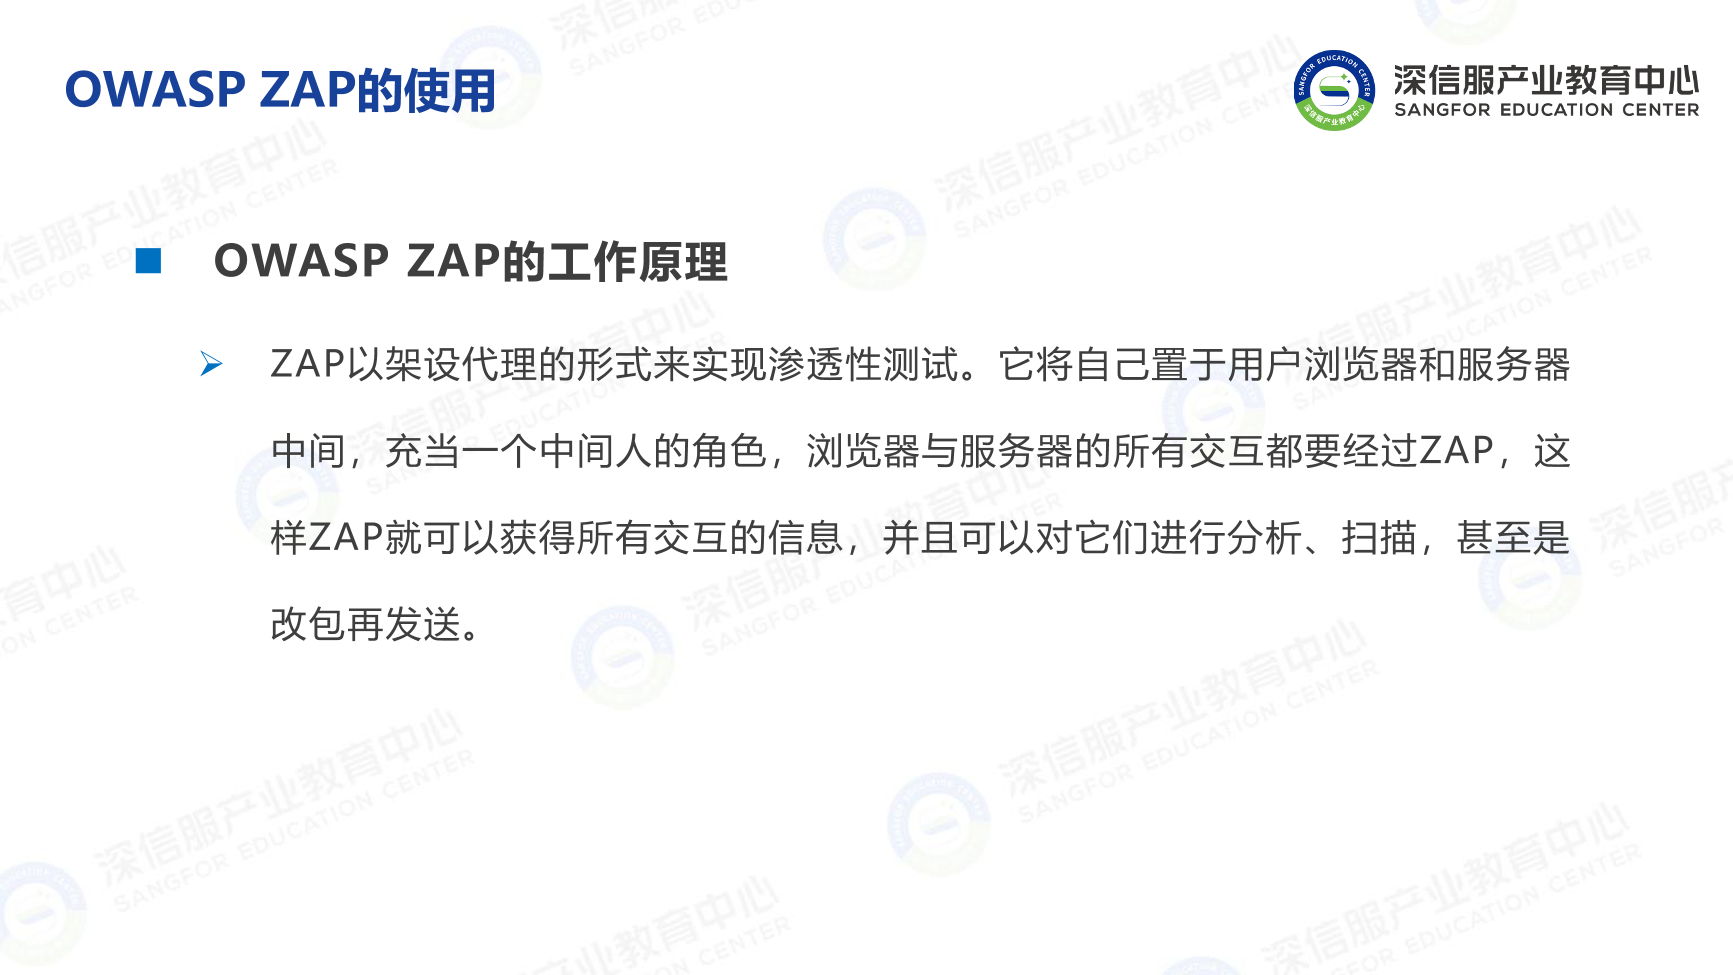 OWASP ZAP的使用
深信服产业教育中心
SANGFOR EDUCATION CENTER
OWASP ZAP的工作原理
ZAP以架设代理的形式来实现渗透性测试。它将自己置于用户浏览器和服务器
中间，充当一个中间人的角色，浏览器与服务器的所有交互都要经过ZAP，这
样ZAP就可以获得所有交互的信息，并且可以对它们进行分析、扫描，甚至是
改包再发送。